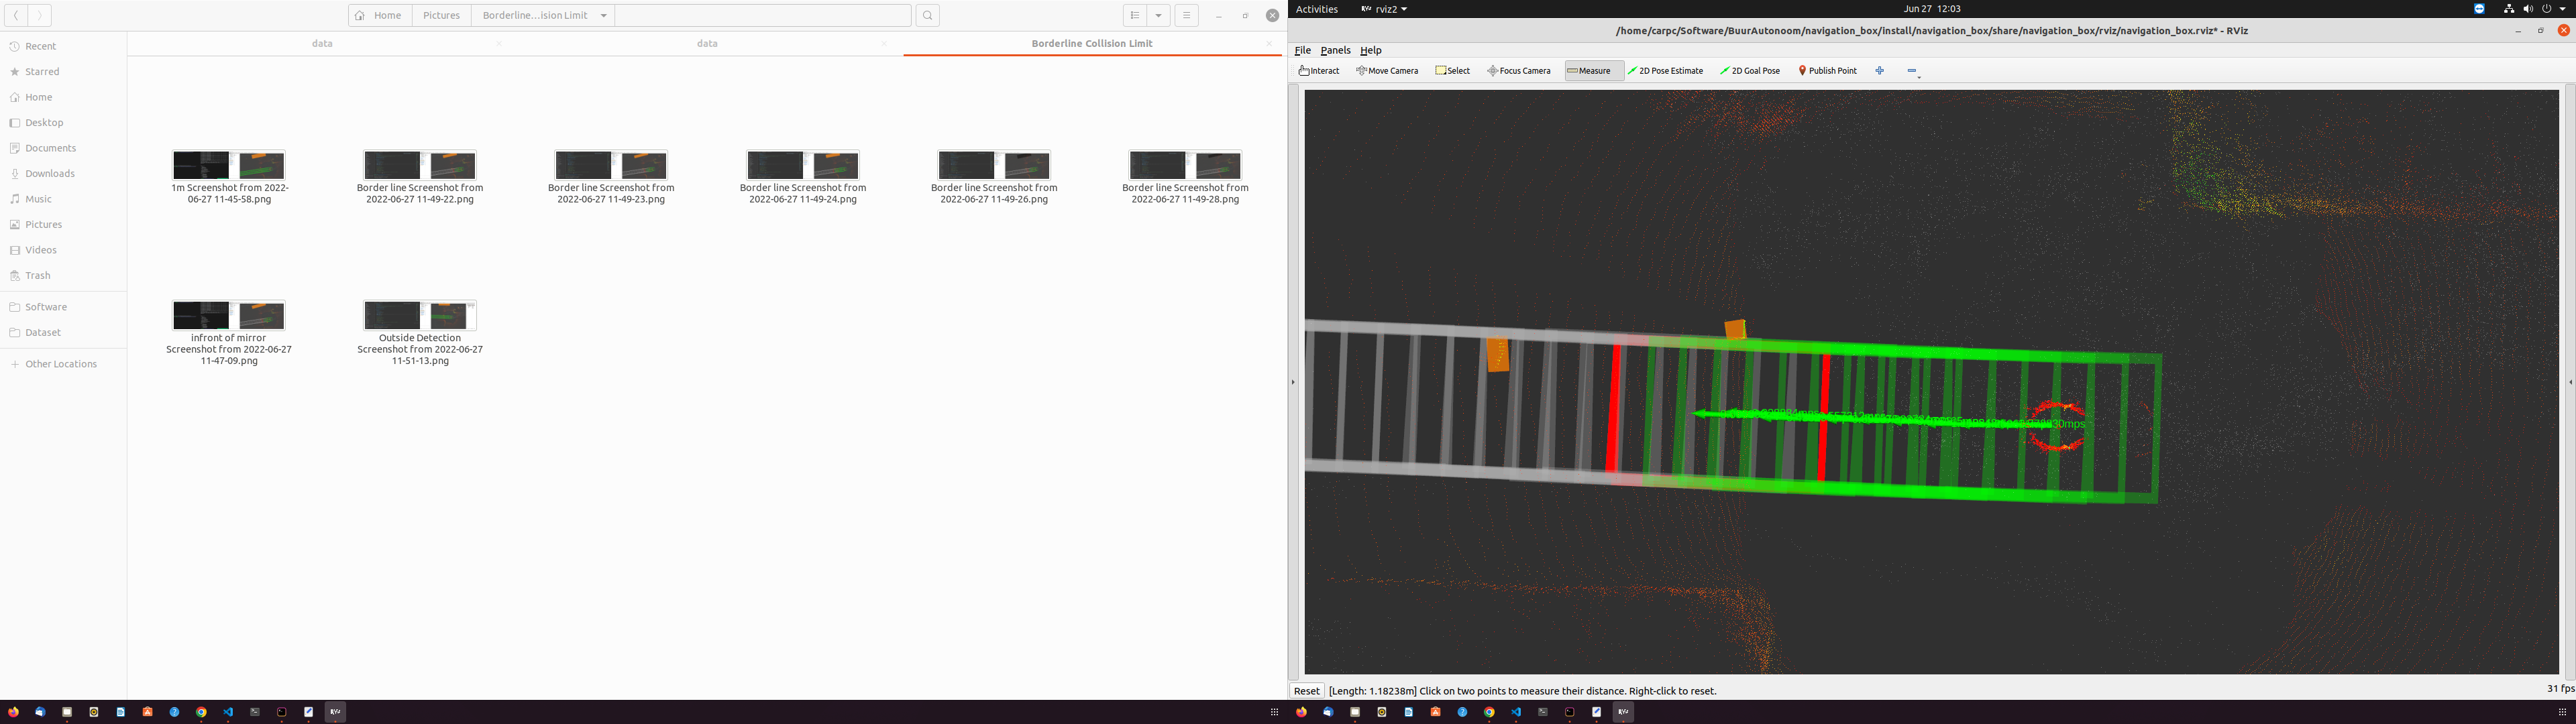 Home
Pictures
Borderline…ision Limit
data
data
Borderline Collision Limit
Recent
Starred
Home
Desktop
Documents
Downloads
Music
Pictures
Videos
Trash
Software
Dataset
Other Locations
1m Screenshot from 2022-
06-27 11-45-58.png
Border line Screenshot from
2022-06-27 11-49-22.png
Border line Screenshot from
2022-06-27 11-49-23.png
Border line Screenshot from
2022-06-27 11-49-24.png
Border line Screenshot from
2022-06-27 11-49-26.png
Border line Screenshot from
2022-06-27 11-49-28.png
infront of mirror
Screenshot from 2022-06-27
11-47-09.png
Outside Detection
Screenshot from 2022-06-27
11-51-13.png
Activities
rviz2
Jun 27 12:03
/home/carpc/Software/BuurAutonoom/navigation_box/install/navigation_box/share/navigation_box/rviz/navigation_box.rviz* - RViz
File Panels Help
Interact Move Camera Select Focus Camera Measure 2D Pose Estimate 2D Goal Pose Publish Point
Reset [Length: 1.18238m] Click on two points to measure their distance. Right-click to reset.
31 fps